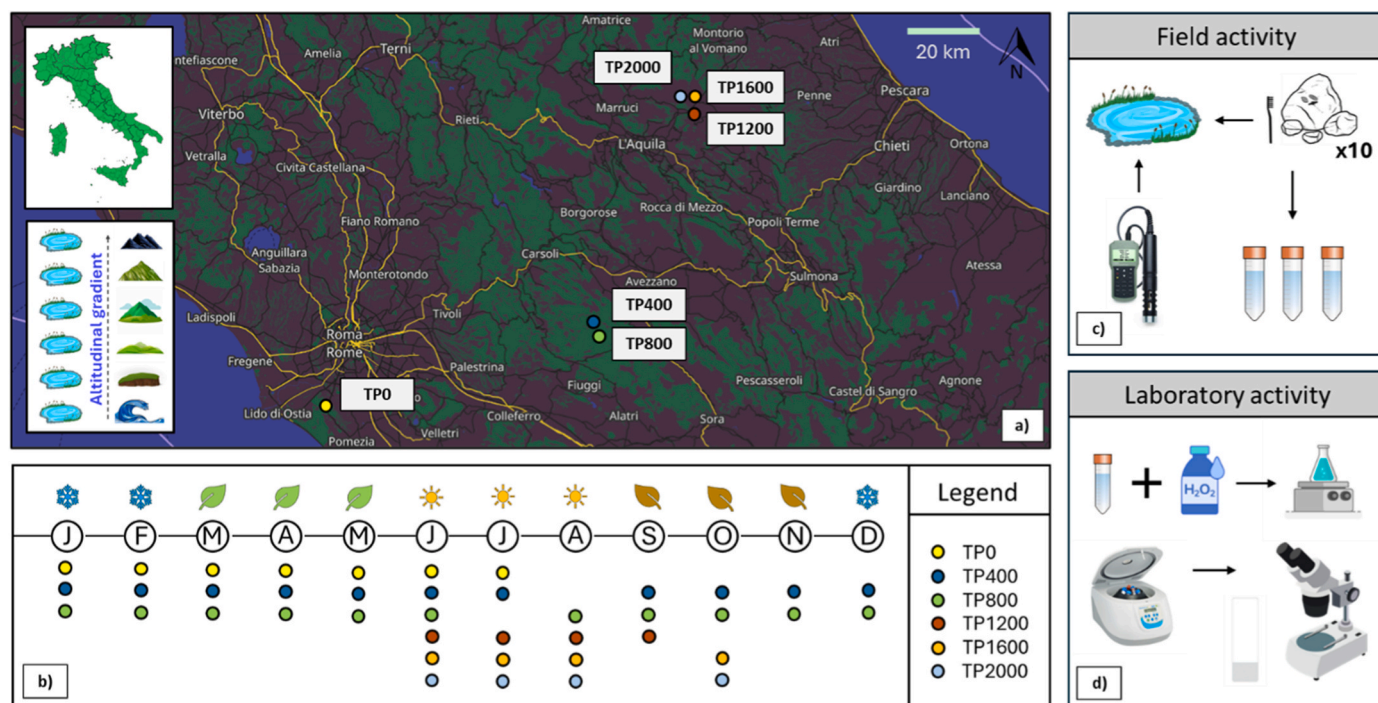 Amatrice
Montorio
al Vomano
Atri
20 km
N
Amelia
Terni
ntefiascone
TP2000
TP1600
Penne
Pescara
Viterbo
Rieti
Marruci
TP1200
L'Aquila
Chieti
Ortona
Vetralla
Civita Castellana
Giardino
Lanciano
Fiano Romano
Borgorose
Rocca di Mezzo
Popoli Terme
Anguillara
Sabazia
Monterotondo
Carsoli
Avezzano
Sulmona
Atessa
Altitudinal gradient
Ladispoli
Tivoli
TP400
Roma
Rome
TP800
Fregene
Palestrina
Fiuggi
Pescasseroli
Castel di Sangro
Agnone
TP0
o
Lido di Ostia
Colleferro
Alatri
Sora
Velletri
Pomezia
a)
J F M A M J J A S O N D
b)
Legend
TP0
TP400
TP800
TP1200
TP1600
TP2000
Field activity
x10
c)
Laboratory activity
H2O2
d)